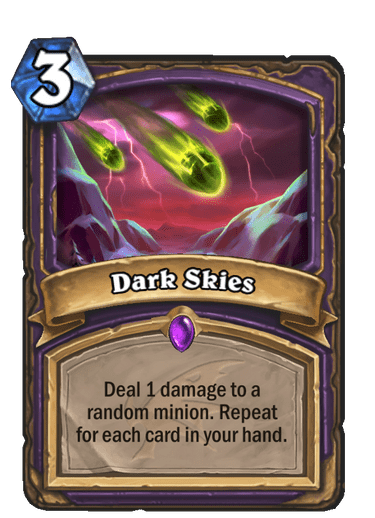 3
Dark Skies
Deal 1 damage to a
random minion. Repeat
for each card in your hand.